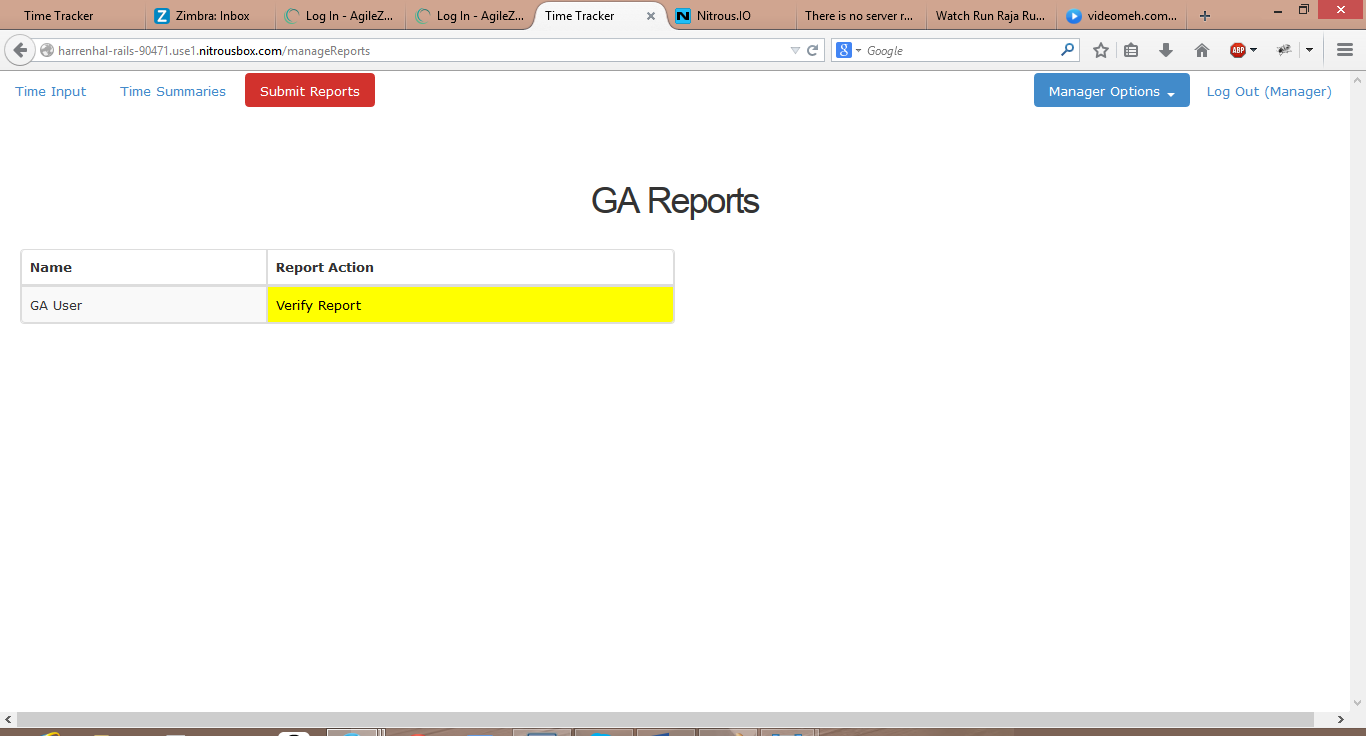 Time Tracker
Zimbra: Inbox
Log In - AgileZ...
Log In - AgileZ...
Time Tracker
Nitrous.IO
There is no server r...
Watch Run Raja Ru...
videomeh.com...
harrenhal-rails-90471.use1.nitrousbox.com/manageReports
Google
ABP
Time Input
Time Summaries
Submit Reports
Manager Options
Log Out (Manager)
GA Reports
Name Report Action
GA User Verify Report